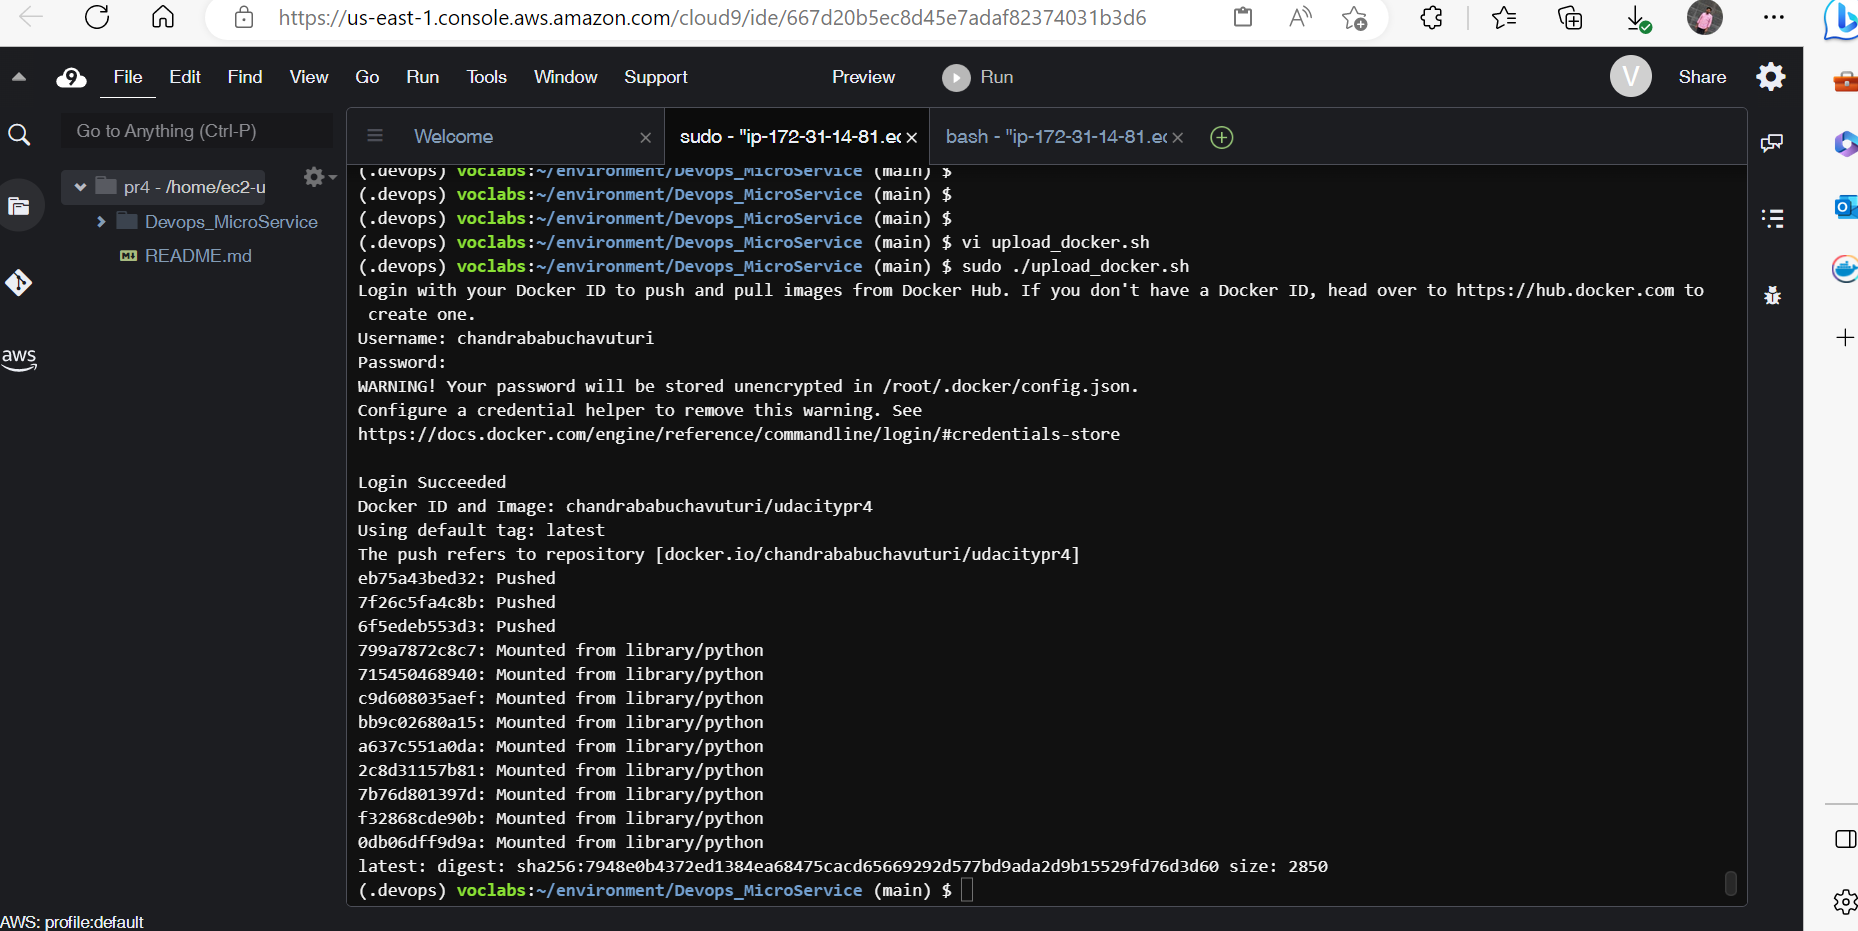 https://us-east-1.console.aws.amazon.com/cloud9/ide/667d20b5ec8d45e7adaf82374031b3d6
File Edit Find View Go Run Tools Window Support Preview Run V Share
Go to Anything (Ctrl-P)
Welcome
sudo - "ip-172-31-14-81.ec
bash - "ip-172-31-14-81.ec
pr4 - /home/ec2-u
Devops_MicroService
README.md
aws
(.devops) voclabs:~/environment/Devops_MicroService (main) $
(.devops) voclabs:~/environment/Devops_MicroService (main) $
(.devops) voclabs:~/environment/Devops_MicroService (main) $
(.devops) voclabs:~/environment/Devops_MicroService (main) $ vi upload_docker.sh
(.devops) voclabs:~/environment/Devops_MicroService (main) $ sudo ./upload_docker.sh
Login with your Docker ID to push and pull images from Docker Hub. If you don't have a Docker ID, head over to https://hub.docker.com to
create one.
Username: chandrababuchavuturi
Password:
WARNING! Your password will be stored unencrypted in /root/.docker/config.json.
Configure a credential helper to remove this warning. See
https://docs.docker.com/engine/reference/commandline/login/#credentials-store
Login Succeeded
Docker ID and Image: chandrababuchavuturi/udacitypr4
Using default tag: latest
The push refers to repository [docker.io/chandrababuchavuturi/udacitypr4]
eb75a43bed32: Pushed
7f26c5fa4c8b: Pushed
6f5edeb553d3: Pushed
799a7872c8c7: Mounted from library/python
715450468940: Mounted from library/python
c9d608035aef: Mounted from library/python
bb9c02680a15: Mounted from library/python
a637c551a0da: Mounted from library/python
2c8d31157b81: Mounted from library/python
7b76d801397d: Mounted from library/python
f32868cde90b: Mounted from library/python
0db06dff9d9a: Mounted from library/python
latest: digest: sha256:7948e0b4372ed1384ea68475cacd65669292d577bd9ada2d9b15529fd76d3d60 size: 2850
(.devops) voclabs:~/environment/Devops_MicroService (main) $
AWS: profile:default